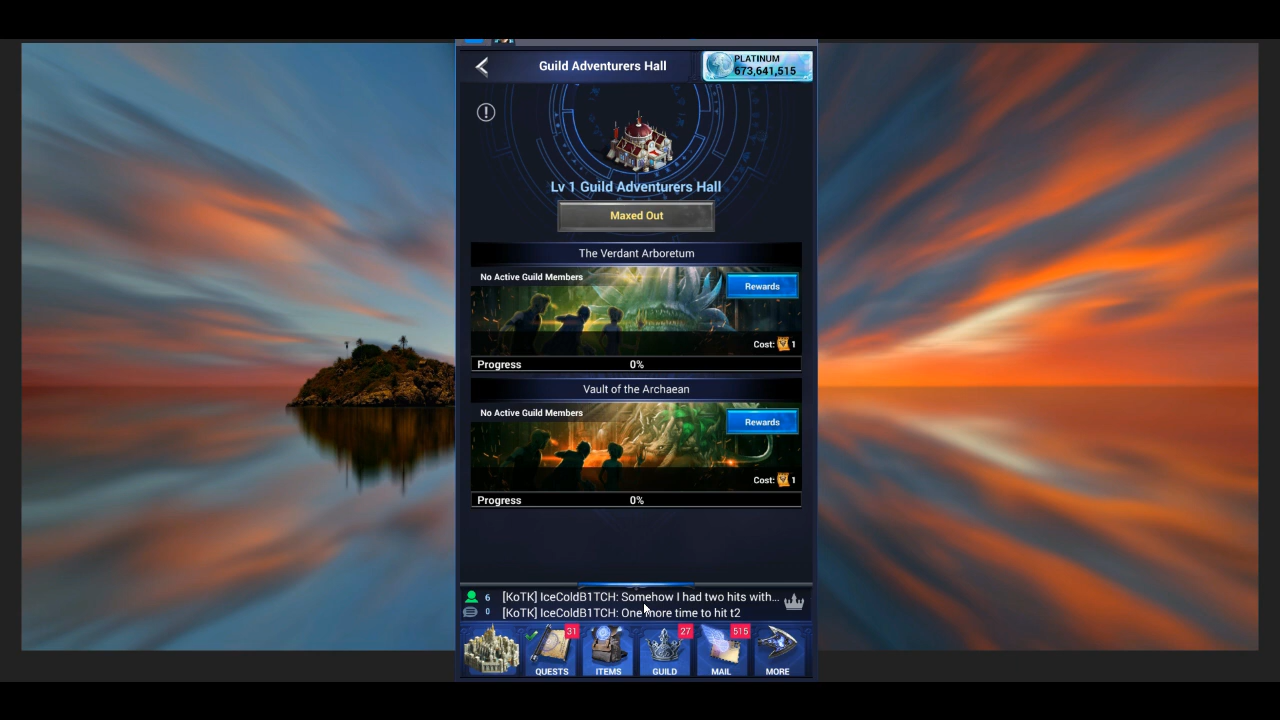 Guild Adventurers Hall
PLATINUM
673,641,515
Lv 1 Guild Adventurers Hall
Maxed Out
The Verdant Arboretum
No Active Guild Members
Rewards
Cost: 1
Progress 0%
Vault of the Archaean
No Active Guild Members
Rewards
Cost: 1
Progress 0%
6 [KoTK] IceColdB1TCH: Somehow I had two hits with...
0 [KoTK] IceColdB1TCH: One more time to hit t2
31 27 515
QUESTS ITEMS GUILD MAIL MORE